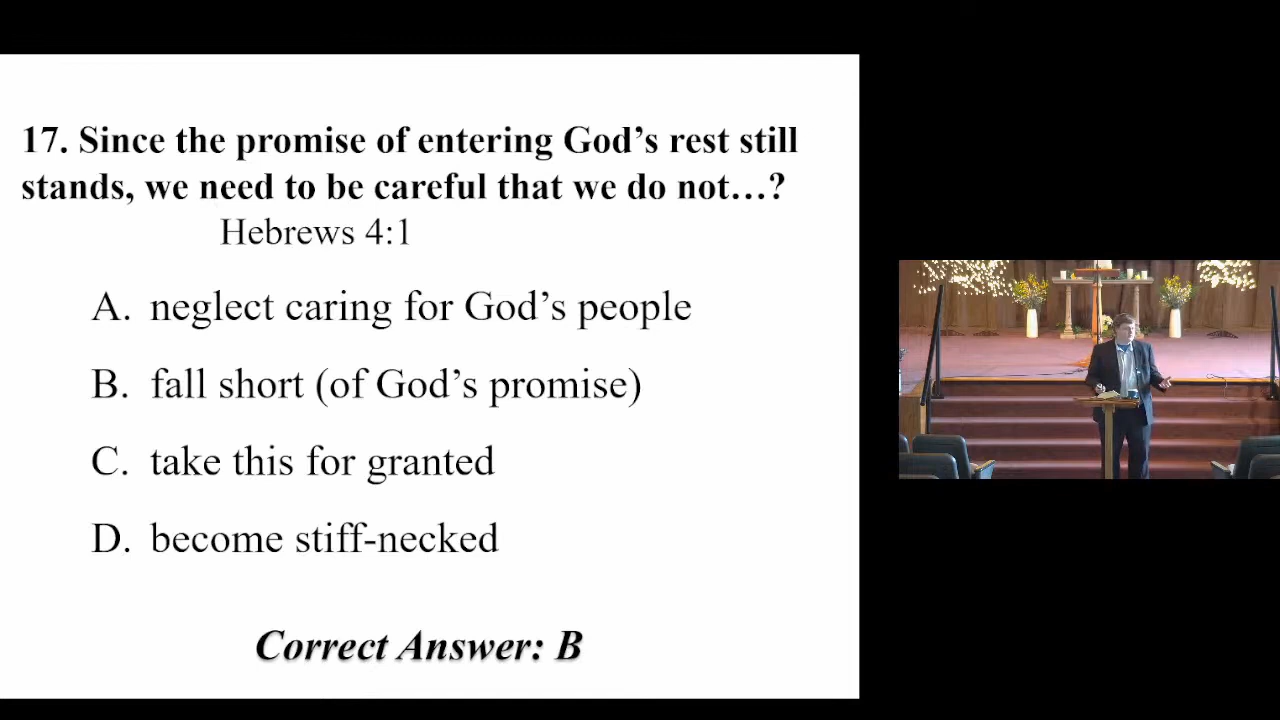 17. Since the promise of entering God’s rest still
stands, we need to be careful that we do not…?
Hebrews 4:1
A. neglect caring for God’s people
B. fall short (of God’s promise)
C. take this for granted
D. become stiff-necked
Correct Answer: B